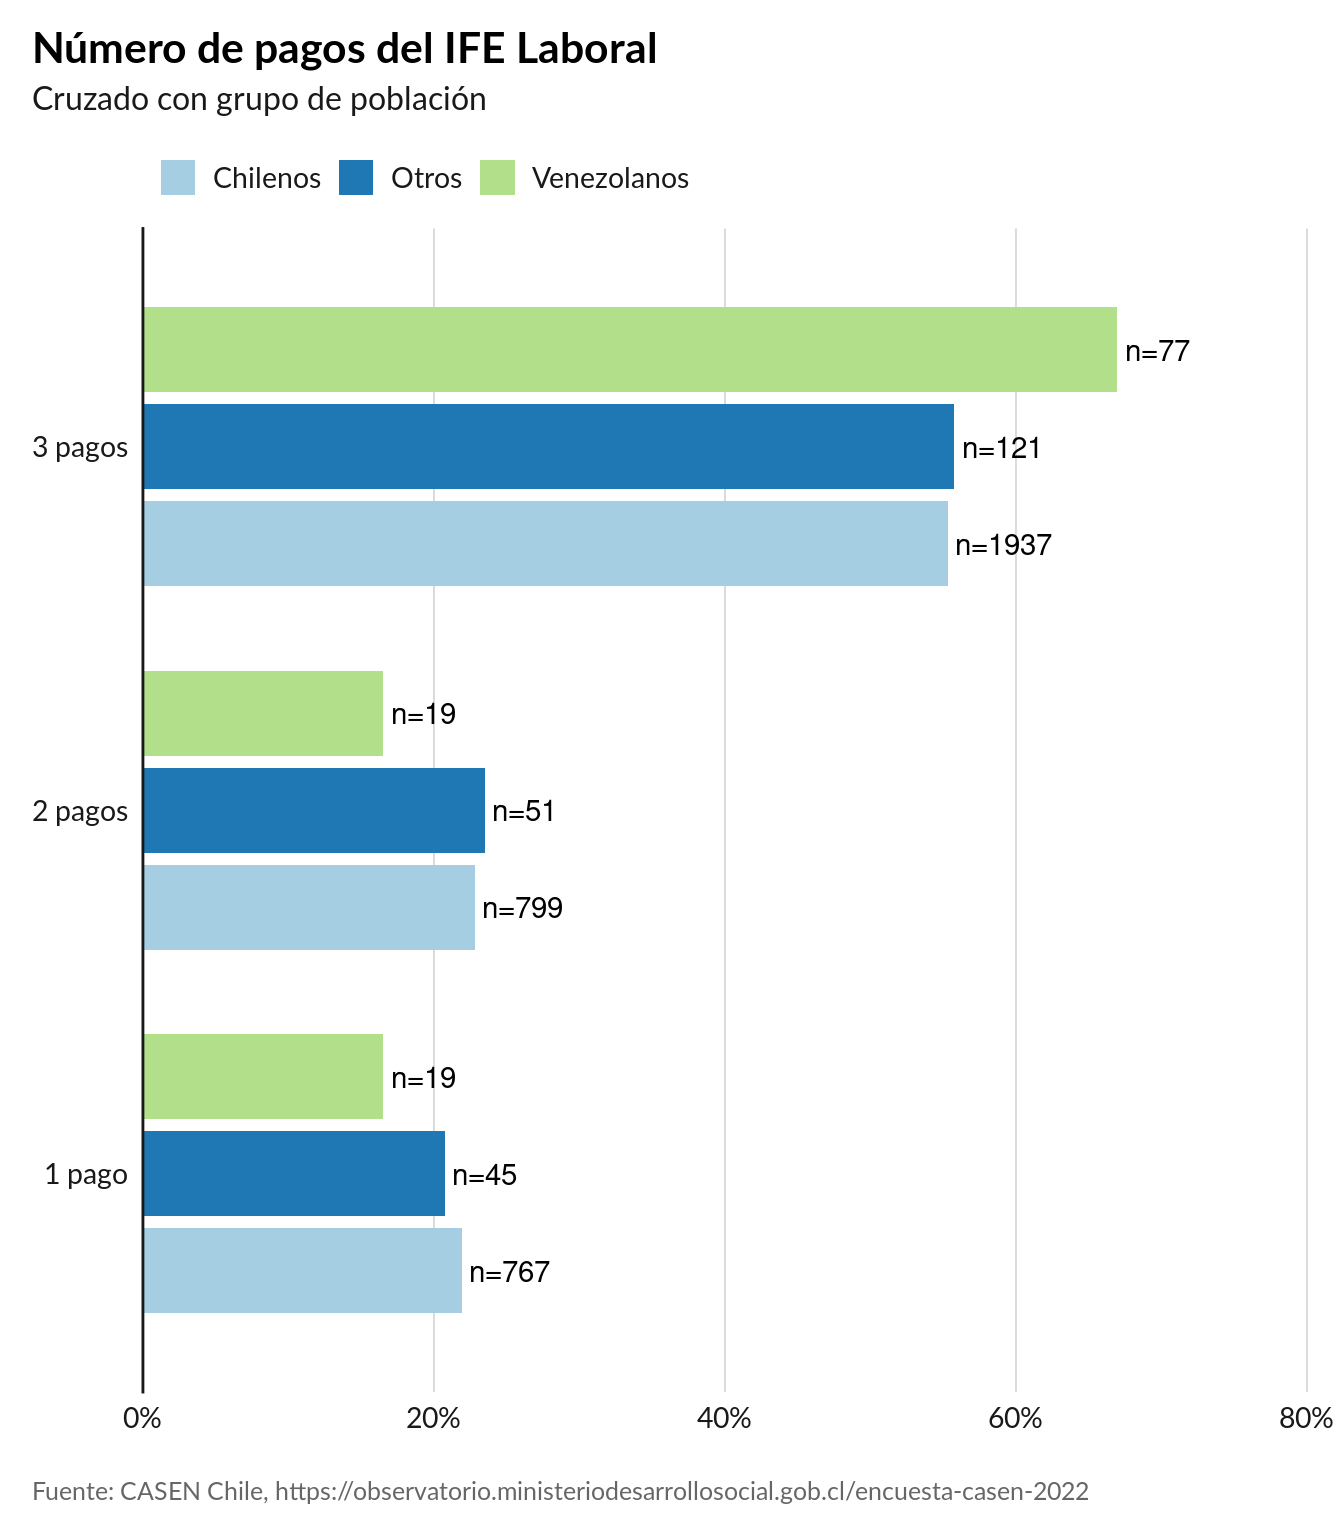 Número de pagos del IFE Laboral
Cruzado con grupo de población
Chilenos Otros Venezolanos
n=77
3 pagos n=121
n=1937
n=19
2 pagos n=51
n=799
n=19
1 pago n=45
n=767
0% 20% 40% 60% 80%
Fuente: CASEN Chile, https://observatorio.ministeriodesarrollosocial.gob.cl/encuesta-casen-2022